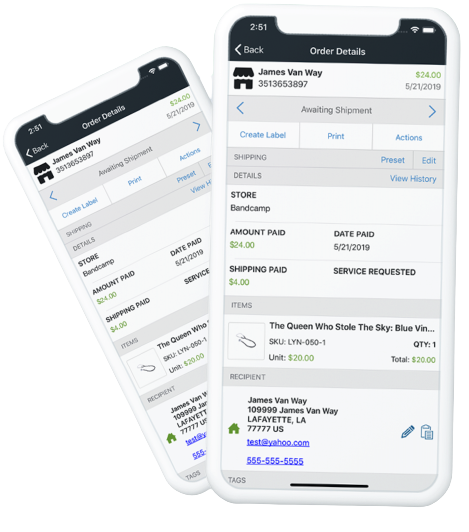 2:51
Back
Order Details
James Van Way
$24.00
3513653897
5/21/2019
Awaiting Shipment
Create Label
Print
Actions
SHIPPING
Preset
Edit
DETAILS
View History
STORE
Bandcamp
AMOUNT PAID
DATE PAID
$24.00
5/21/2019
SHIPPING PAID
SERVICE REQUESTED
$4.00
ITEMS
The Queen Who Stole The Sky: Blue Vin...
SKU: LYN-050-1
QTY: 1
Unit: $20.00
Total: $20.00
RECIPIENT
James Van Way
109999 James Van Way
LAFAYETTE, LA
77777 US
test@yahoo.com
555-555-5555
TAGS
2:51
Back
Order Details
James Van Way
$24.00
3513653897
5/21/2019
Awaiting Shipment
Create Label
Print
Actions
SHIPPING
Preset
DETAILS
View
STORE
Bandcamp
AMOUNT PAID
DATE PAID
$24.00
5/21/2019
SHIPPING PAID
SERVICE
$4.00
ITEMS
The Queen Who
SKU: LYN-050-1
Unit: $20.00
RECIPIENT
James Van
109999 Jam
LAFAYETTE,
77777 US
test@y
555-
TAGS